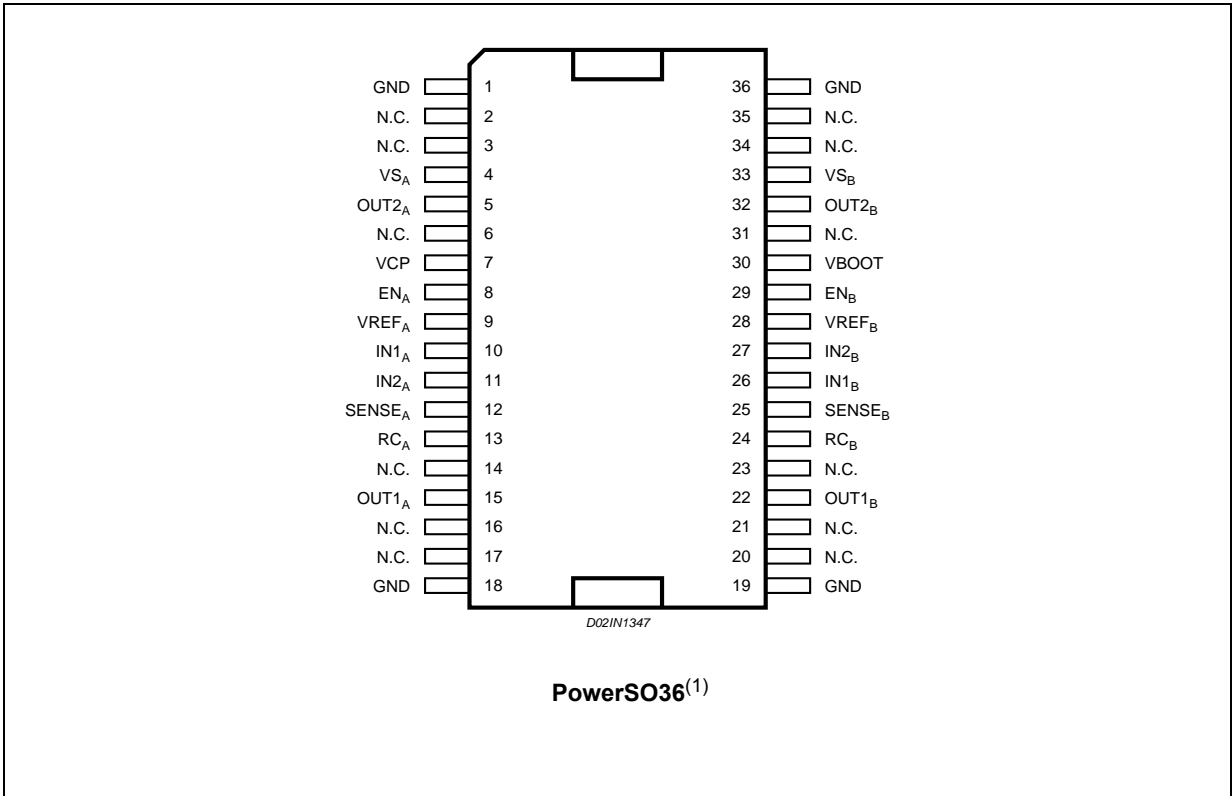 GND 1 36 GND
N.C. 2 35 N.C.
N.C. 3 34 N.C.
VSA 4 33 VSB
OUT2A 5 32 OUT2B
N.C. 6 31 N.C.
VCP 7 30 VBOOT
ENA 8 29 ENB
VREFA 9 28 VREFB
IN1A 10 27 IN2B
IN2A 11 26 IN1B
SENSEA 12 25 SENSEB
RCA 13 24 RCB
N.C. 14 23 N.C.
OUT1A 15 22 OUT1B
N.C. 16 21 N.C.
N.C. 17 20 N.C.
GND 18 19 GND
D02IN1347
PowerSO36(1)